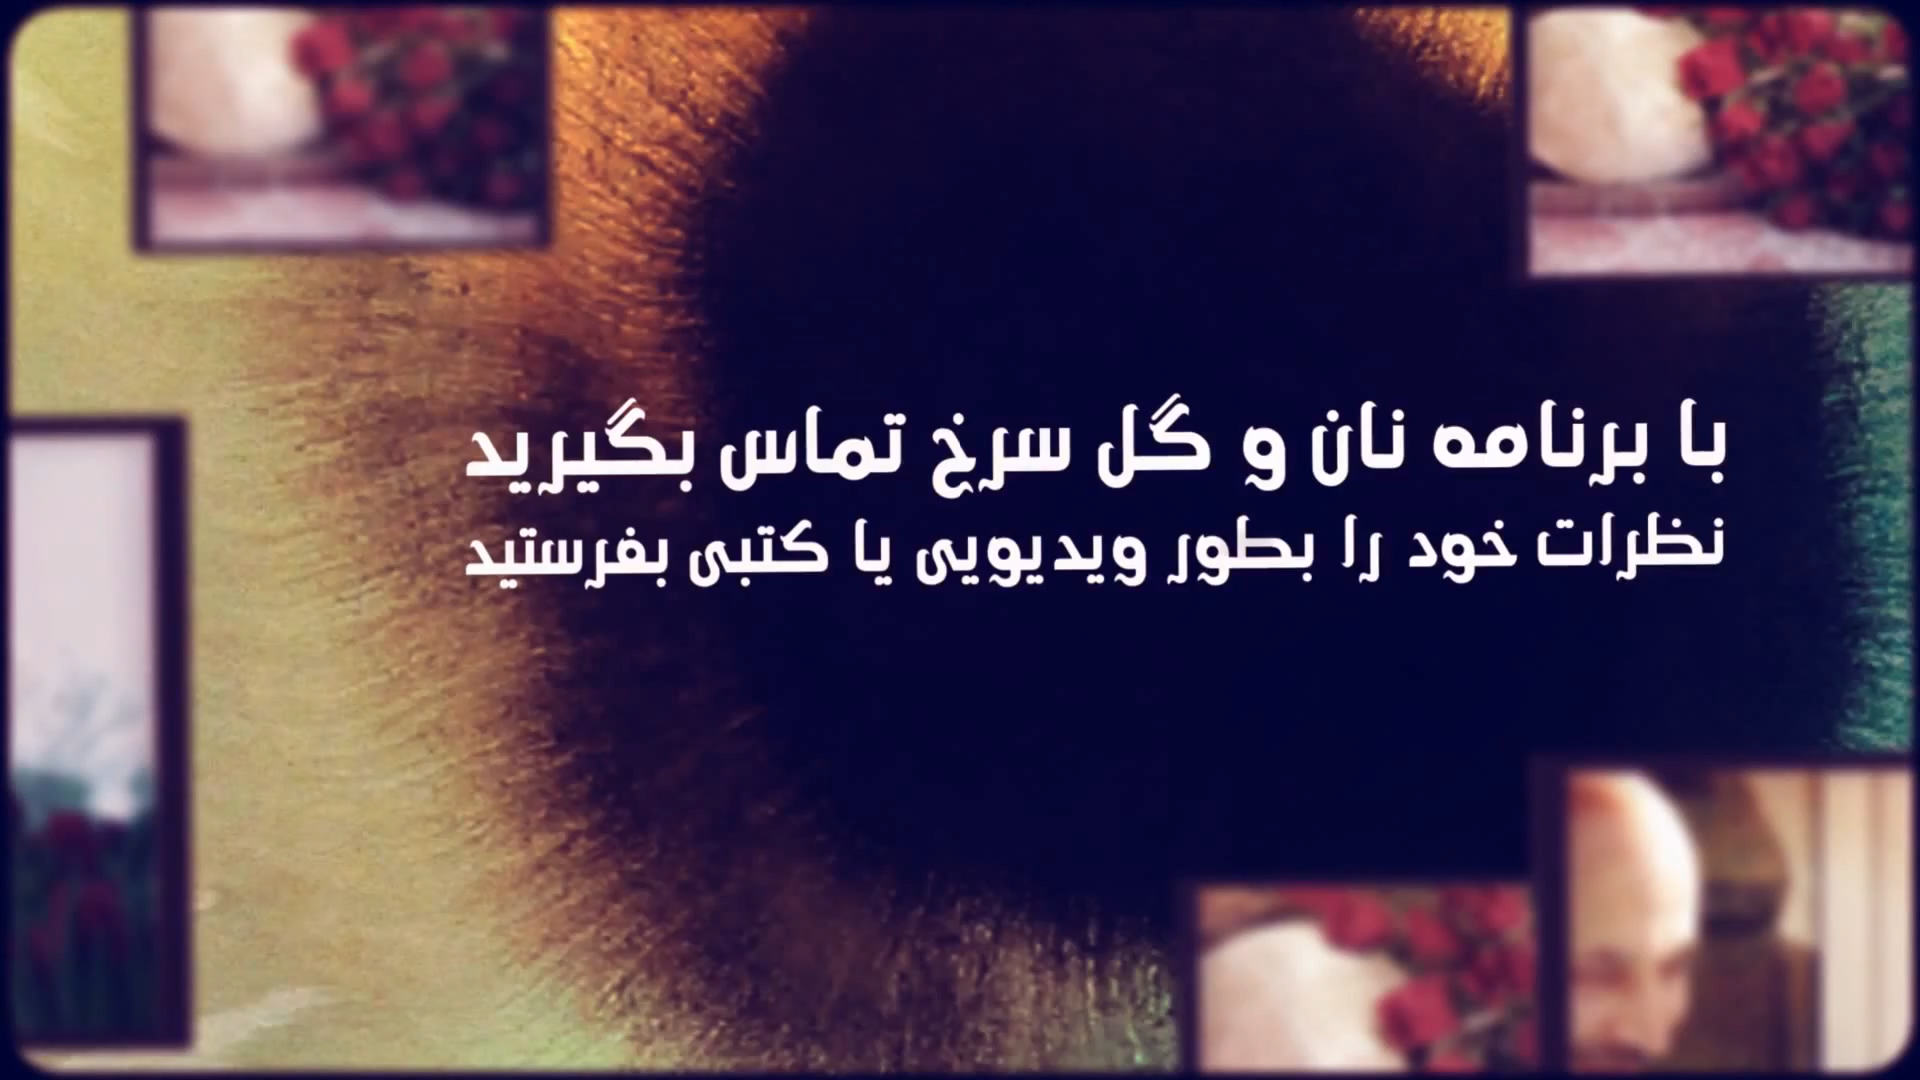 با برنامه نان و گل سرخ تماس بگیرید
نظرات خود را بطور ویدیویی یا کتبی بفرستید